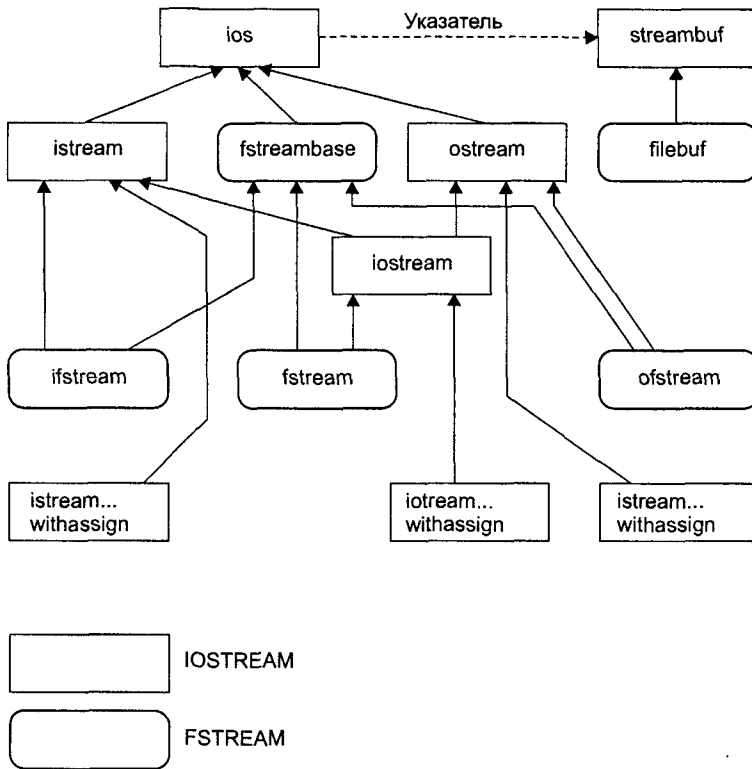 Указатель
ios
streambuf
istream
fstreambase
ostream
filebuf
iostream
ifstream
fstream
ofstream
istream...
withassign
iotream...
withassign
istream...
withassign
IOSTREAM
FSTREAM